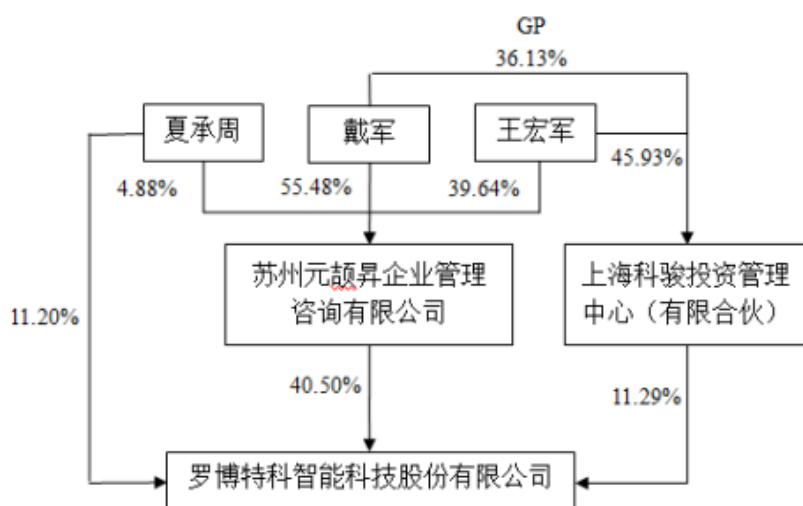 GP
36.13%
夏承周
戴军
王宏军
45.93%
4.88%
55.48%
39.64%
苏州元颉昇企业管理
咨询有限公司
上海科骏投资管理
中心（有限合伙）
11.20%
40.50%
11.29%
罗博特科智能科技股份有限公司